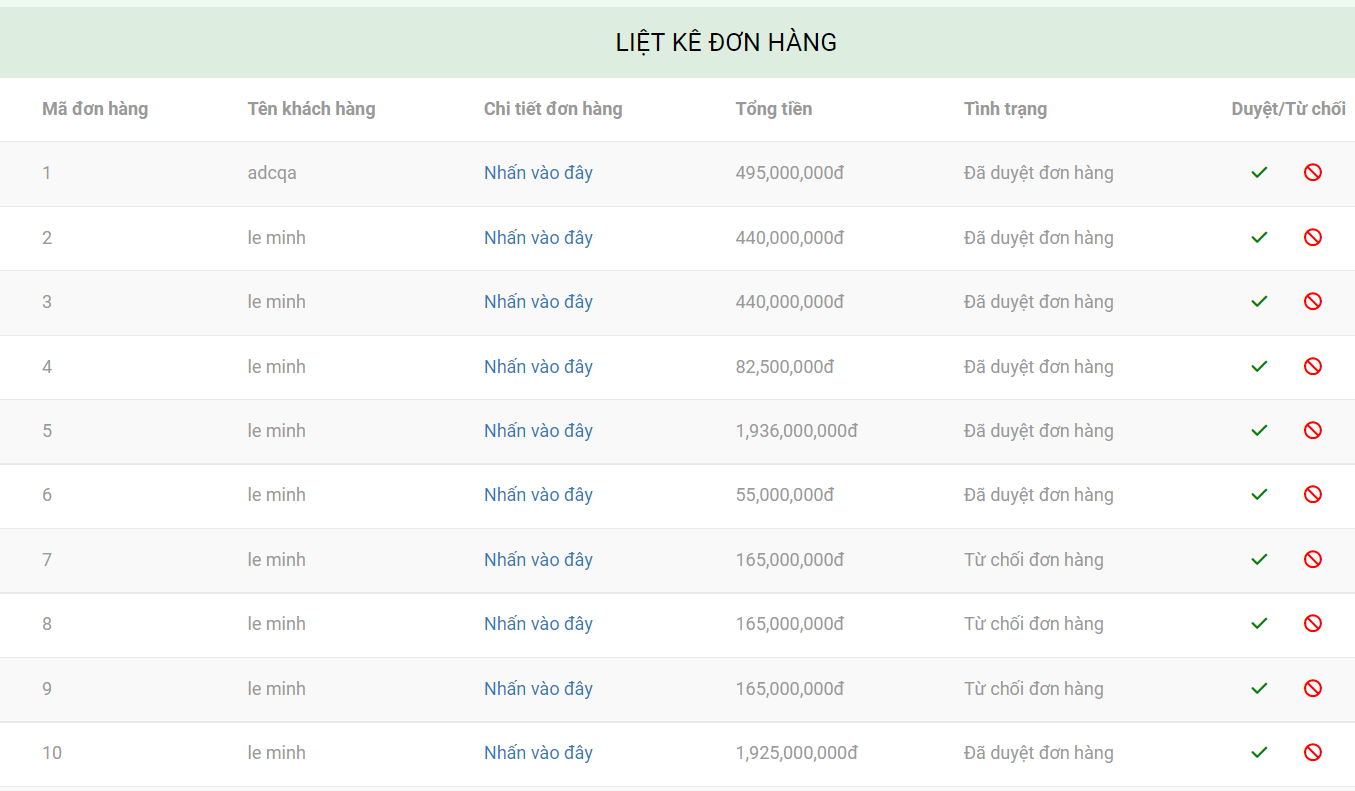 LIỆT KÊ ĐƠN HÀNG
Mã đơn hàng Tên khách hàng Chi tiết đơn hàng Tổng tiền Tình trạng Duyệt/Từ chối
1 adcqa Nhấn vào đây 495,000,000đ Đã duyệt đơn hàng
2 le minh Nhấn vào đây 440,000,000đ Đã duyệt đơn hàng
3 le minh Nhấn vào đây 440,000,000đ Đã duyệt đơn hàng
4 le minh Nhấn vào đây 82,500,000đ Đã duyệt đơn hàng
5 le minh Nhấn vào đây 1,936,000,000đ Đã duyệt đơn hàng
6 le minh Nhấn vào đây 55,000,000đ Đã duyệt đơn hàng
7 le minh Nhấn vào đây 165,000,000đ Từ chối đơn hàng
8 le minh Nhấn vào đây 165,000,000đ Từ chối đơn hàng
9 le minh Nhấn vào đây 165,000,000đ Từ chối đơn hàng
10 le minh Nhấn vào đây 1,925,000,000đ Đã duyệt đơn hàng